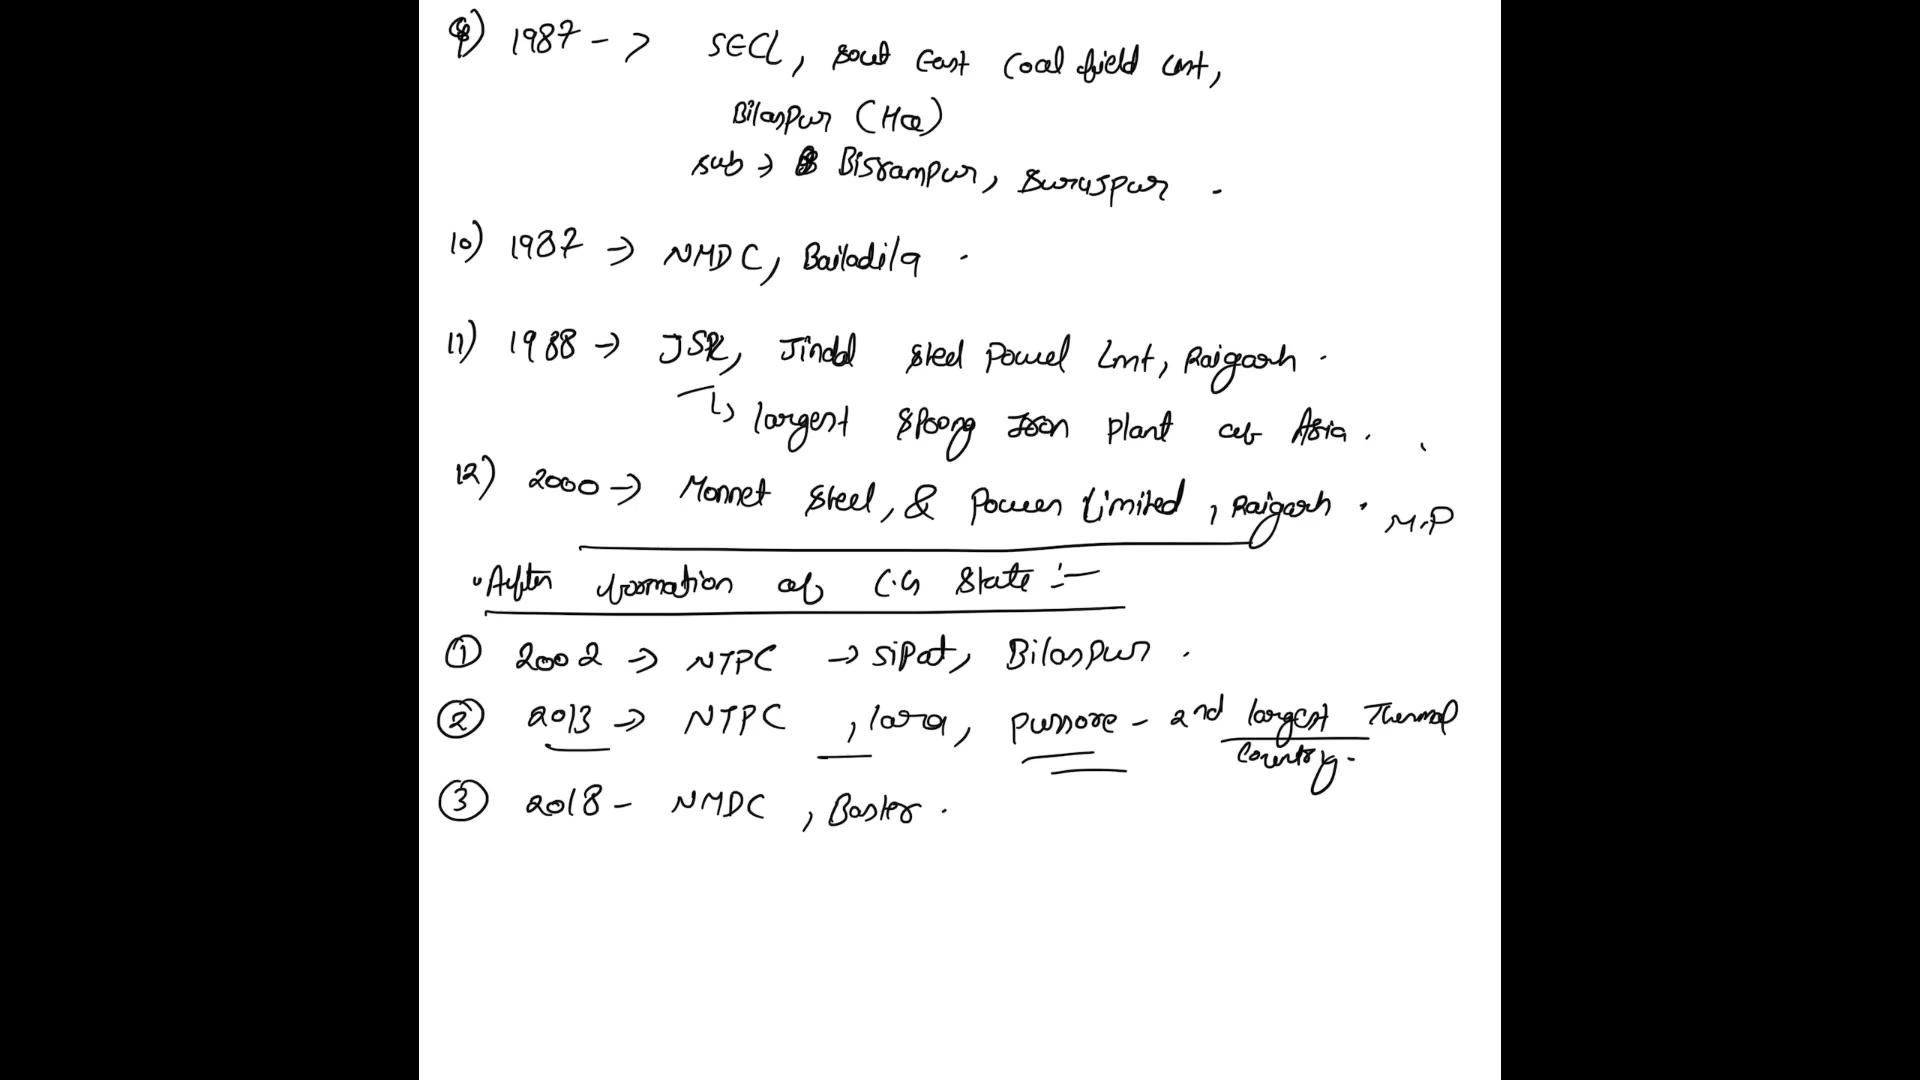 9) 1987 -> SECL, sout East Coal field Lmt,
Bilaspur (HQ)
sub -> Bisrampur, Surajpur .
10) 1987 -> NMDC, Bailadila .
11) 1988 -> JSPL, Jindal Steel Power Lmt, Raigarh .
↳ largest Spong Iron Plant of Asia .
12) 2000 -> Monnet Steel, & Power Limited, Raigarh . M.P
• After formation of C.G State :-
① 2002 -> NTPC -> Sipat, Bilaspur .
② 2013 -> NTPC , lara, pussore - 2nd largest Thermal
Country .
③ 2018 - NMDC , Baster .